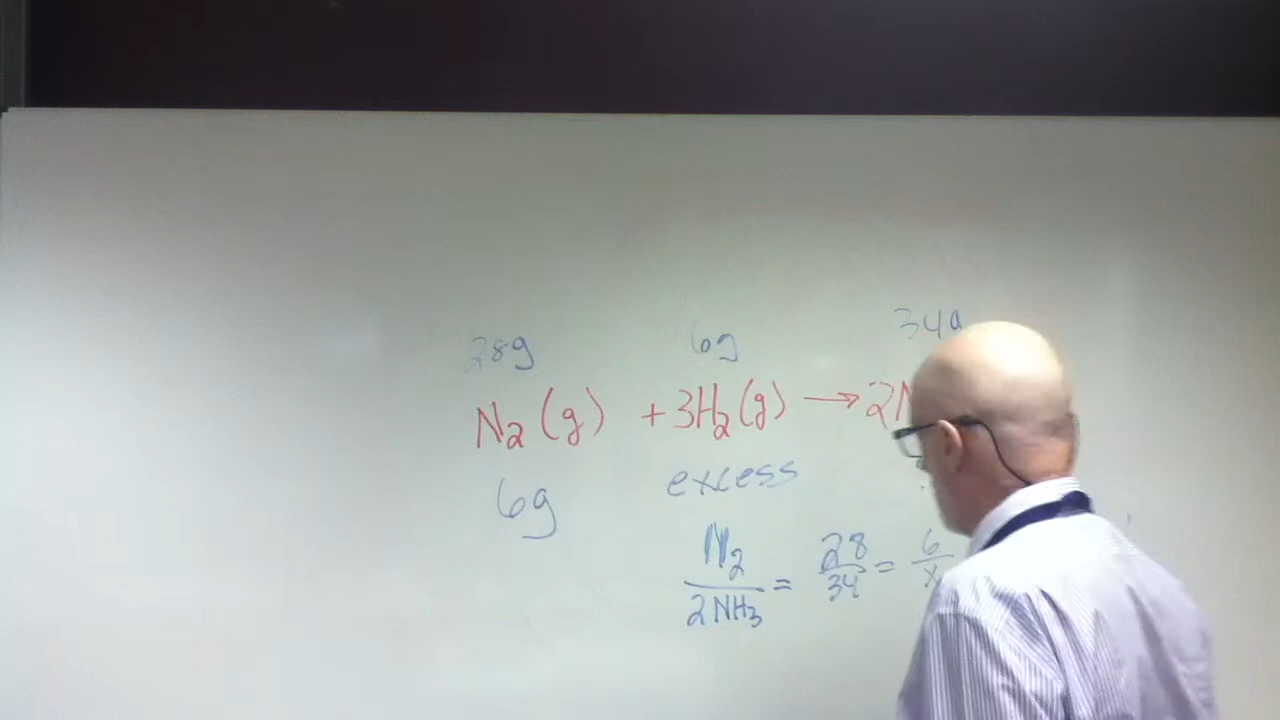 28g 6g 34g
N₂(g) + 3H₂(g) → 2N
6g excess
N₂/2NH₃ = 28/34 = 6/x